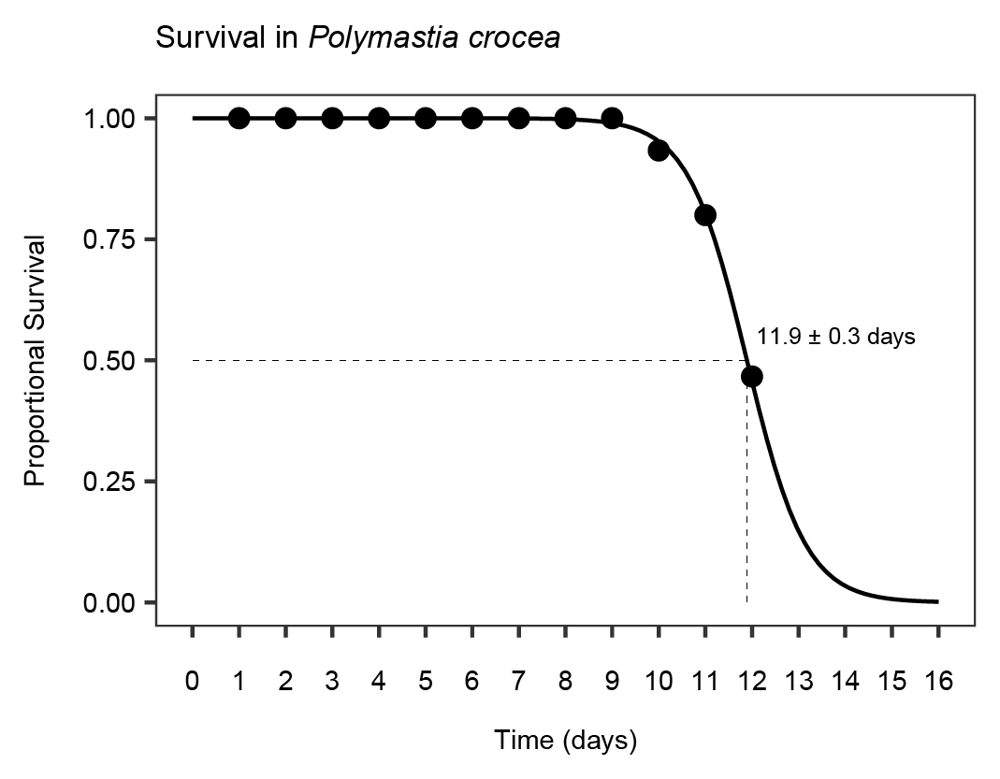 Survival in Polymastia crocea
1.00
0.75
0.50
0.25
0.00
Proportional Survival
11.9 ± 0.3 days
0 1 2 3 4 5 6 7 8 9 10 11 12 13 14 15 16
Time (days)